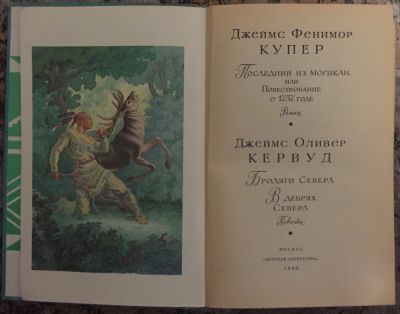 Джеймс Фенимор
КУПЕР
Последний из могикан,
или
Повествование
о 1757 годе
Роман
Джеймс Оливер
КЕРВУД
Бродяги Севера
В дебрях
Севера
Повести
МОСКВА
«ДЕТСКАЯ ЛИТЕРАТУРА»
1990